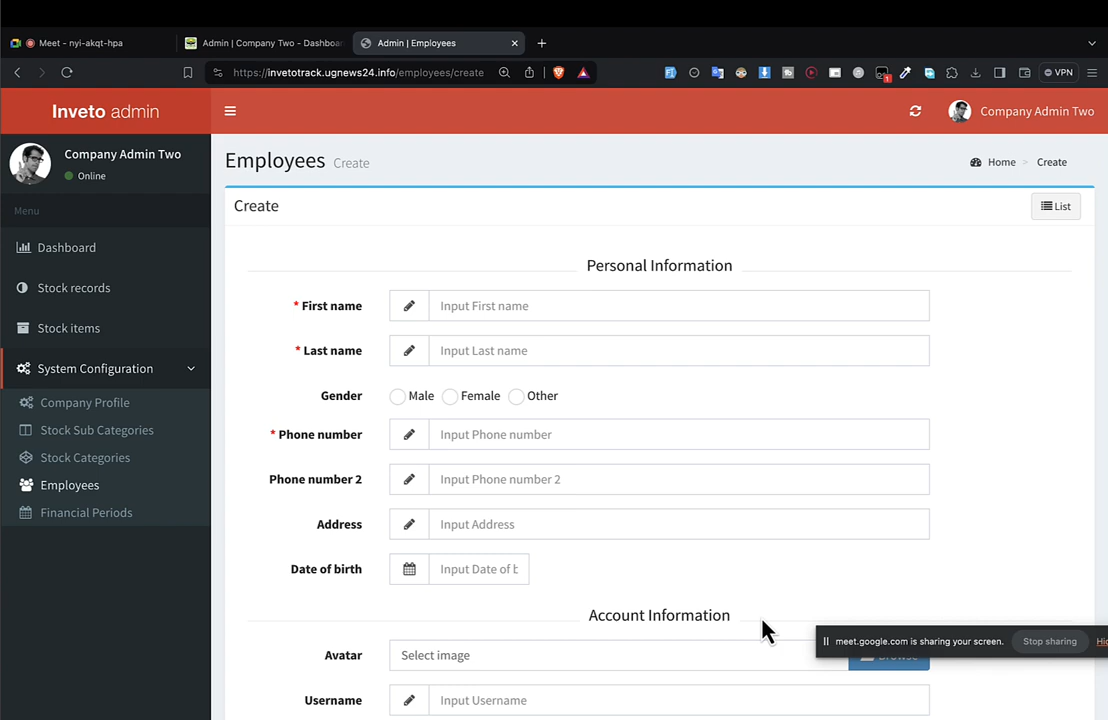 Meet - nyi-akqt-hpa
Admin | Company Two - Dashboa
Admin | Employees
https://invetotrack.ugnews24.info/employees/create
1
VPN
Inveto admin
Company Admin Two
Company Admin Two
Online
Employees Create
Home > Create
Menu
Create
List
Dashboard
Stock records
Stock items
System Configuration
Company Profile
Stock Sub Categories
Stock Categories
Employees
Financial Periods
Personal Information
* First name Input First name
* Last name Input Last name
Gender Male Female Other
* Phone number Input Phone number
Phone number 2 Input Phone number 2
Address Input Address
Date of birth Input Date of b
Account Information
meet.google.com is sharing your screen. Stop sharing Hid
Avatar Select image Browse
Username Input Username